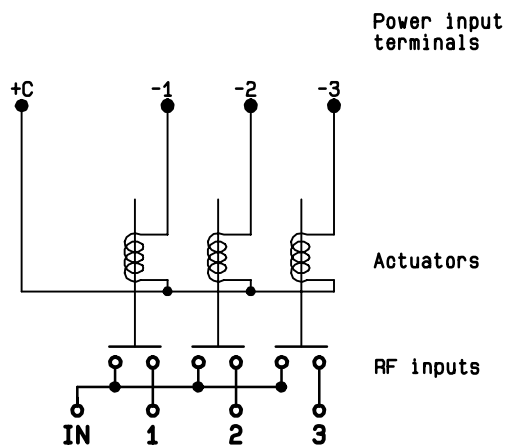 Power input
terminals
+C -1 -2 -3
Actuators
RF inputs
IN 1 2 3